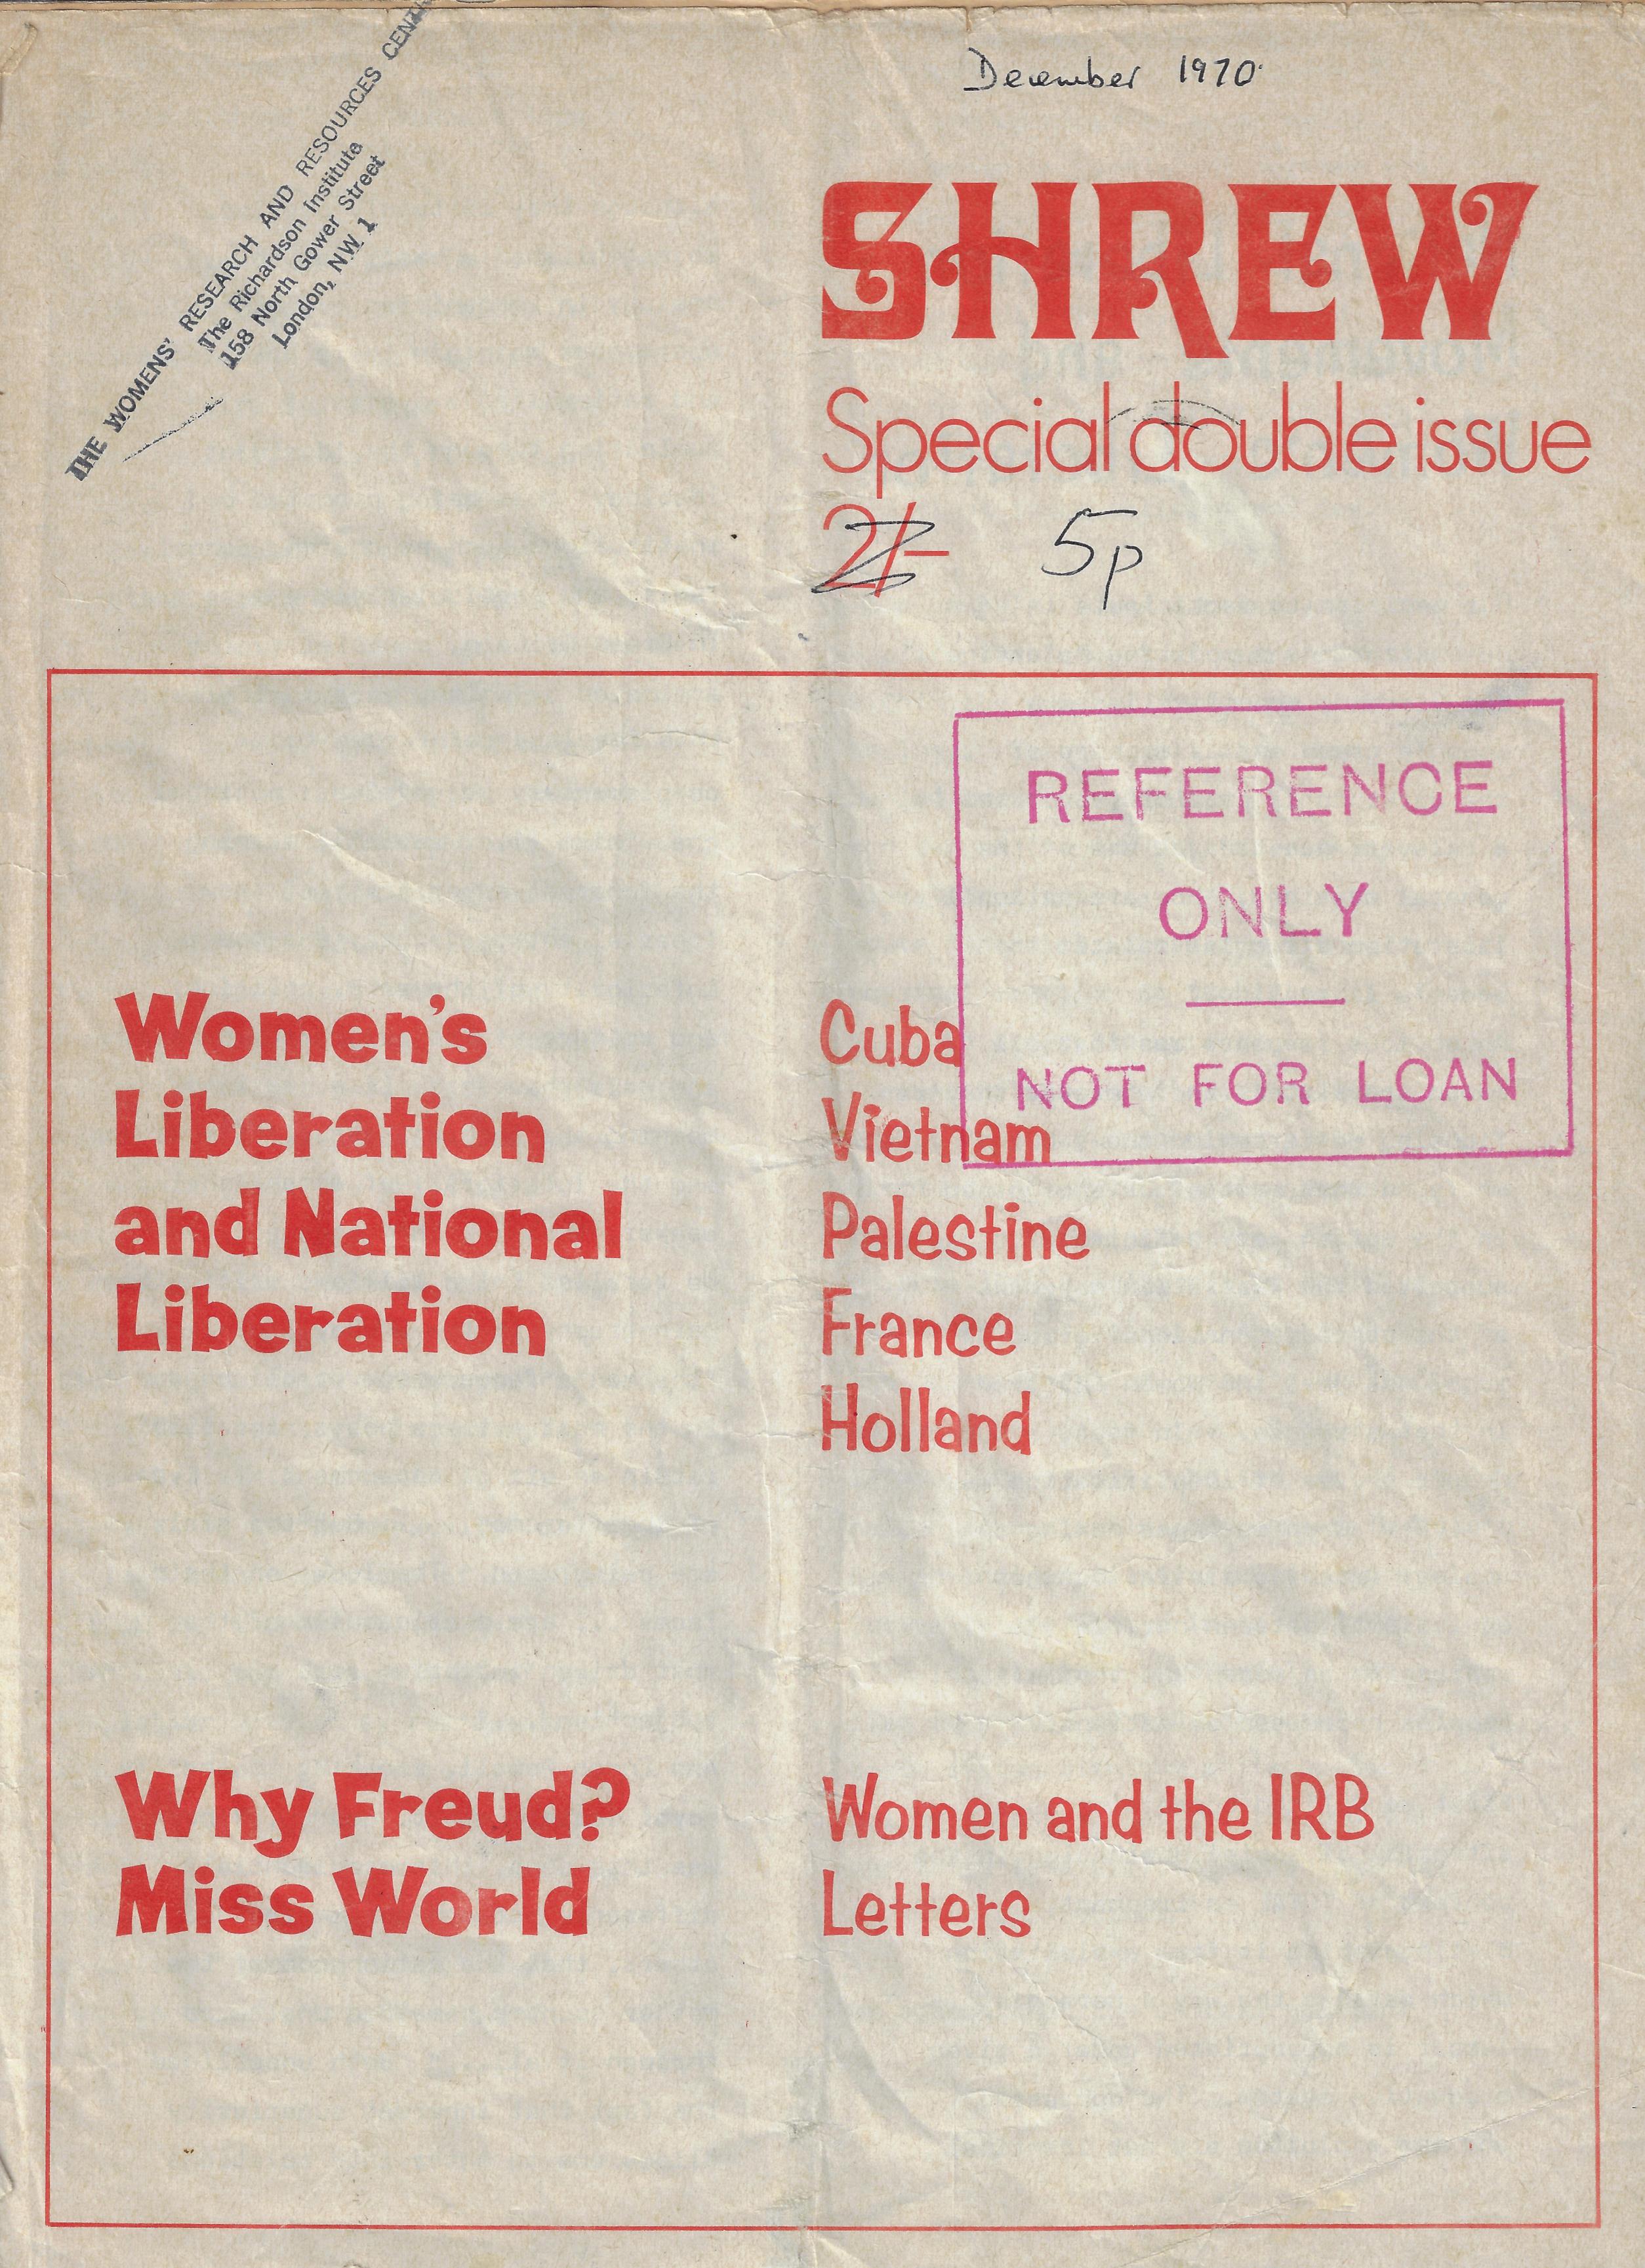 December 1970
THE WOMENS' RESEARCH AND RESOURCES
The Richardson Institute
158 North Gower Street
London, NW 1
SHREW
Special double issue
2/- 5p
REFERENCE
ONLY
NOT FOR LOAN
Women's
Liberation
and National
Liberation
Cuba
Vietnam
Palestine
France
Holland
Why Freud?
Miss World
Women and the IRB
Letters